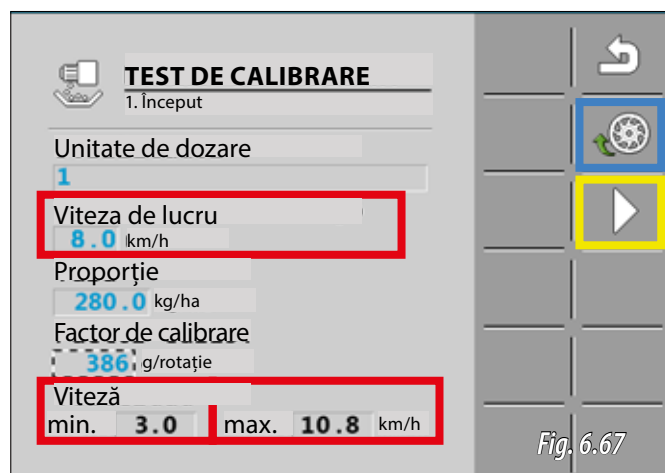 TEST DE CALIBRARE
1. Început
Unitate de dozare
1
Viteza de lucru
8.0 km/h
Proporție
280.0 kg/ha
Factor de calibrare
386 g/rotație
Viteză
min. 3.0 max. 10.8 km/h
Fig. 6.67